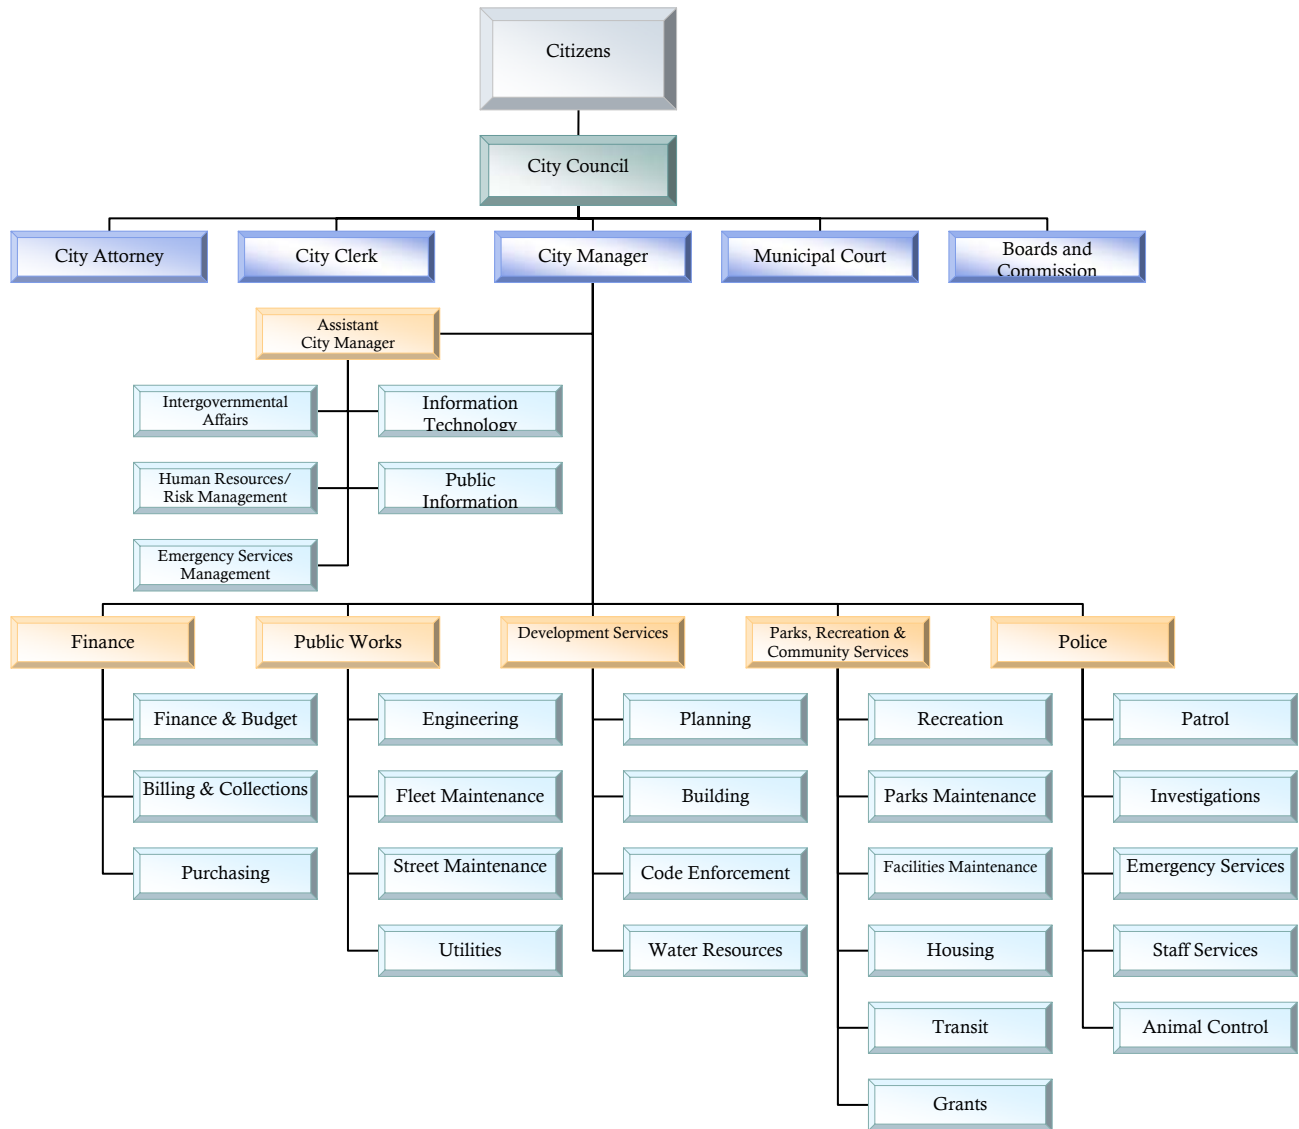 Citizens
City Council
City Attorney
City Clerk
City Manager
Municipal Court
Boards and
Commission
Assistant
City Manager
Intergovernmental
Affairs
Information
Technology
Human Resources/
Risk Management
Public
Information
Emergency Services
Management
Finance
Public Works
Development Services
Parks, Recreation &
Community Services
Police
Finance & Budget
Engineering
Planning
Recreation
Patrol
Billing & Collections
Fleet Maintenance
Building
Parks Maintenance
Investigations
Purchasing
Street Maintenance
Code Enforcement
Facilities Maintenance
Emergency Services
Utilities
Water Resources
Housing
Staff Services
Transit
Animal Control
Grants